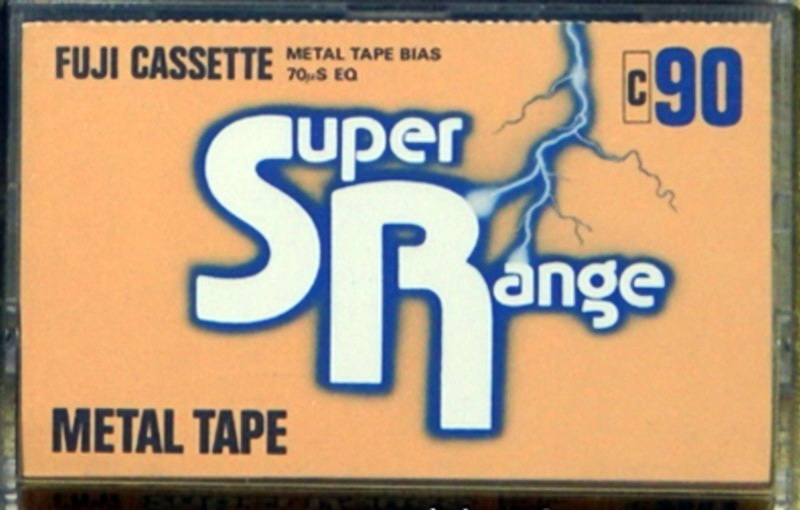 FUJI CASSETTE
METAL TAPE BIAS
70μS EQ
C90
Super
Range
METAL TAPE